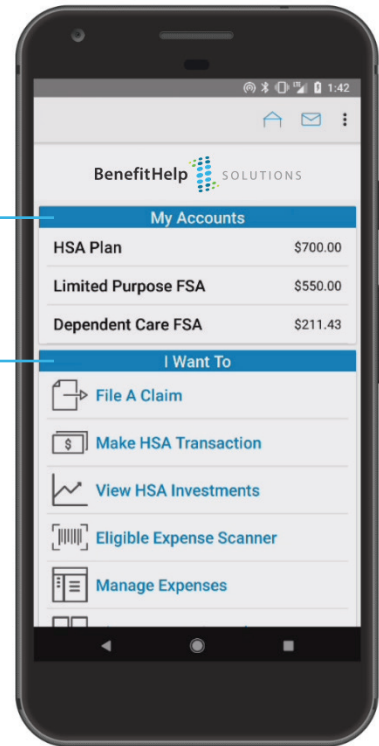 1:42
BenefitHelp SOLUTIONS
My Accounts
HSA Plan $700.00
Limited Purpose FSA $550.00
Dependent Care FSA $211.43
I Want To
File A Claim
$ Make HSA Transaction
View HSA Investments
Eligible Expense Scanner
Manage Expenses